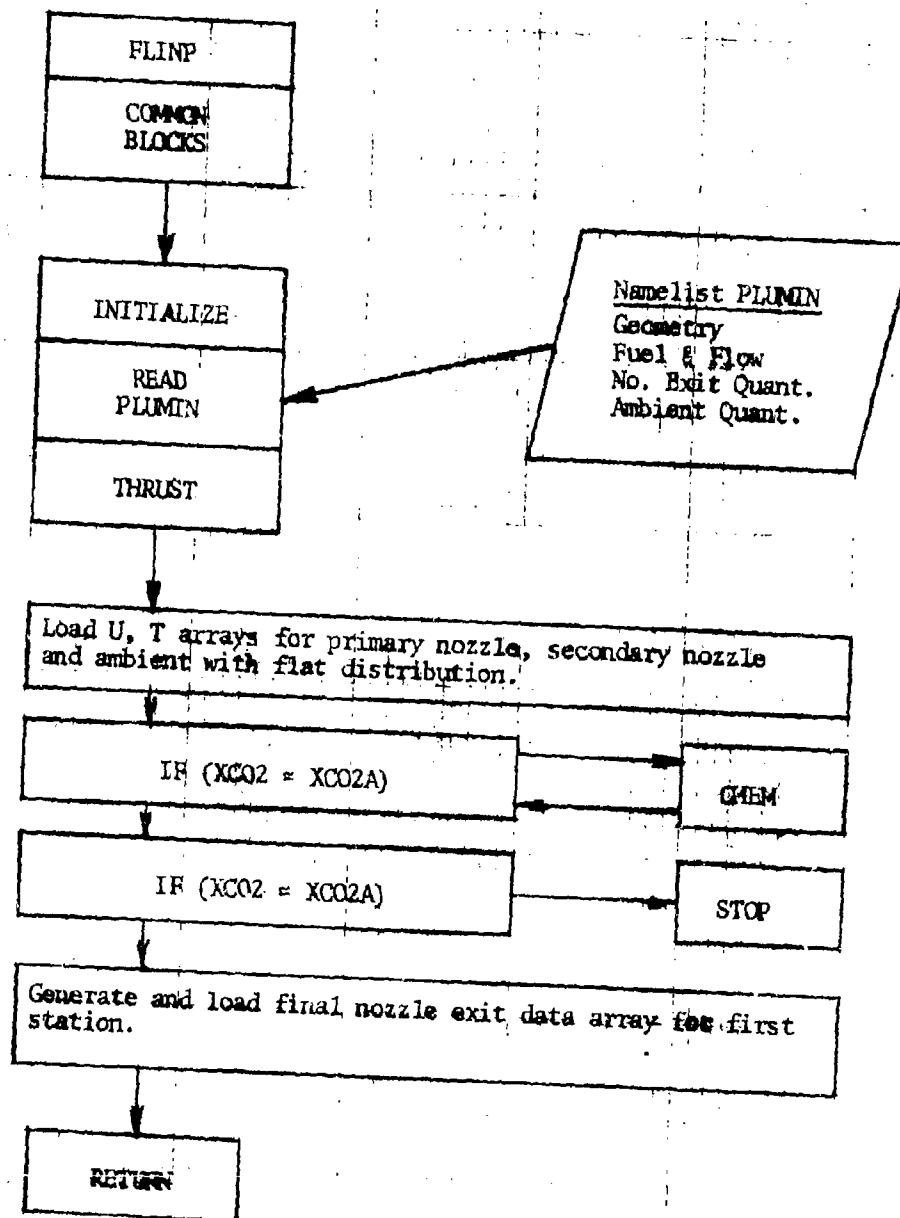 FLINP
COMMON
BLOCKS
INITIALIZE
READ
PLUMIN
THRUST
Namelist PLUMIN
Geometry
Fuel & Flow
No. Exit Quant.
Ambient Quant.
Load U, T arrays for primary nozzle, secondary nozzle
and ambient with flat distribution.
IF (XCO2 = XCO2A)
CHEM
IF (XCO2 = XCO2A)
STOP
Generate and load final nozzle exit data array for first
station.
RETURN